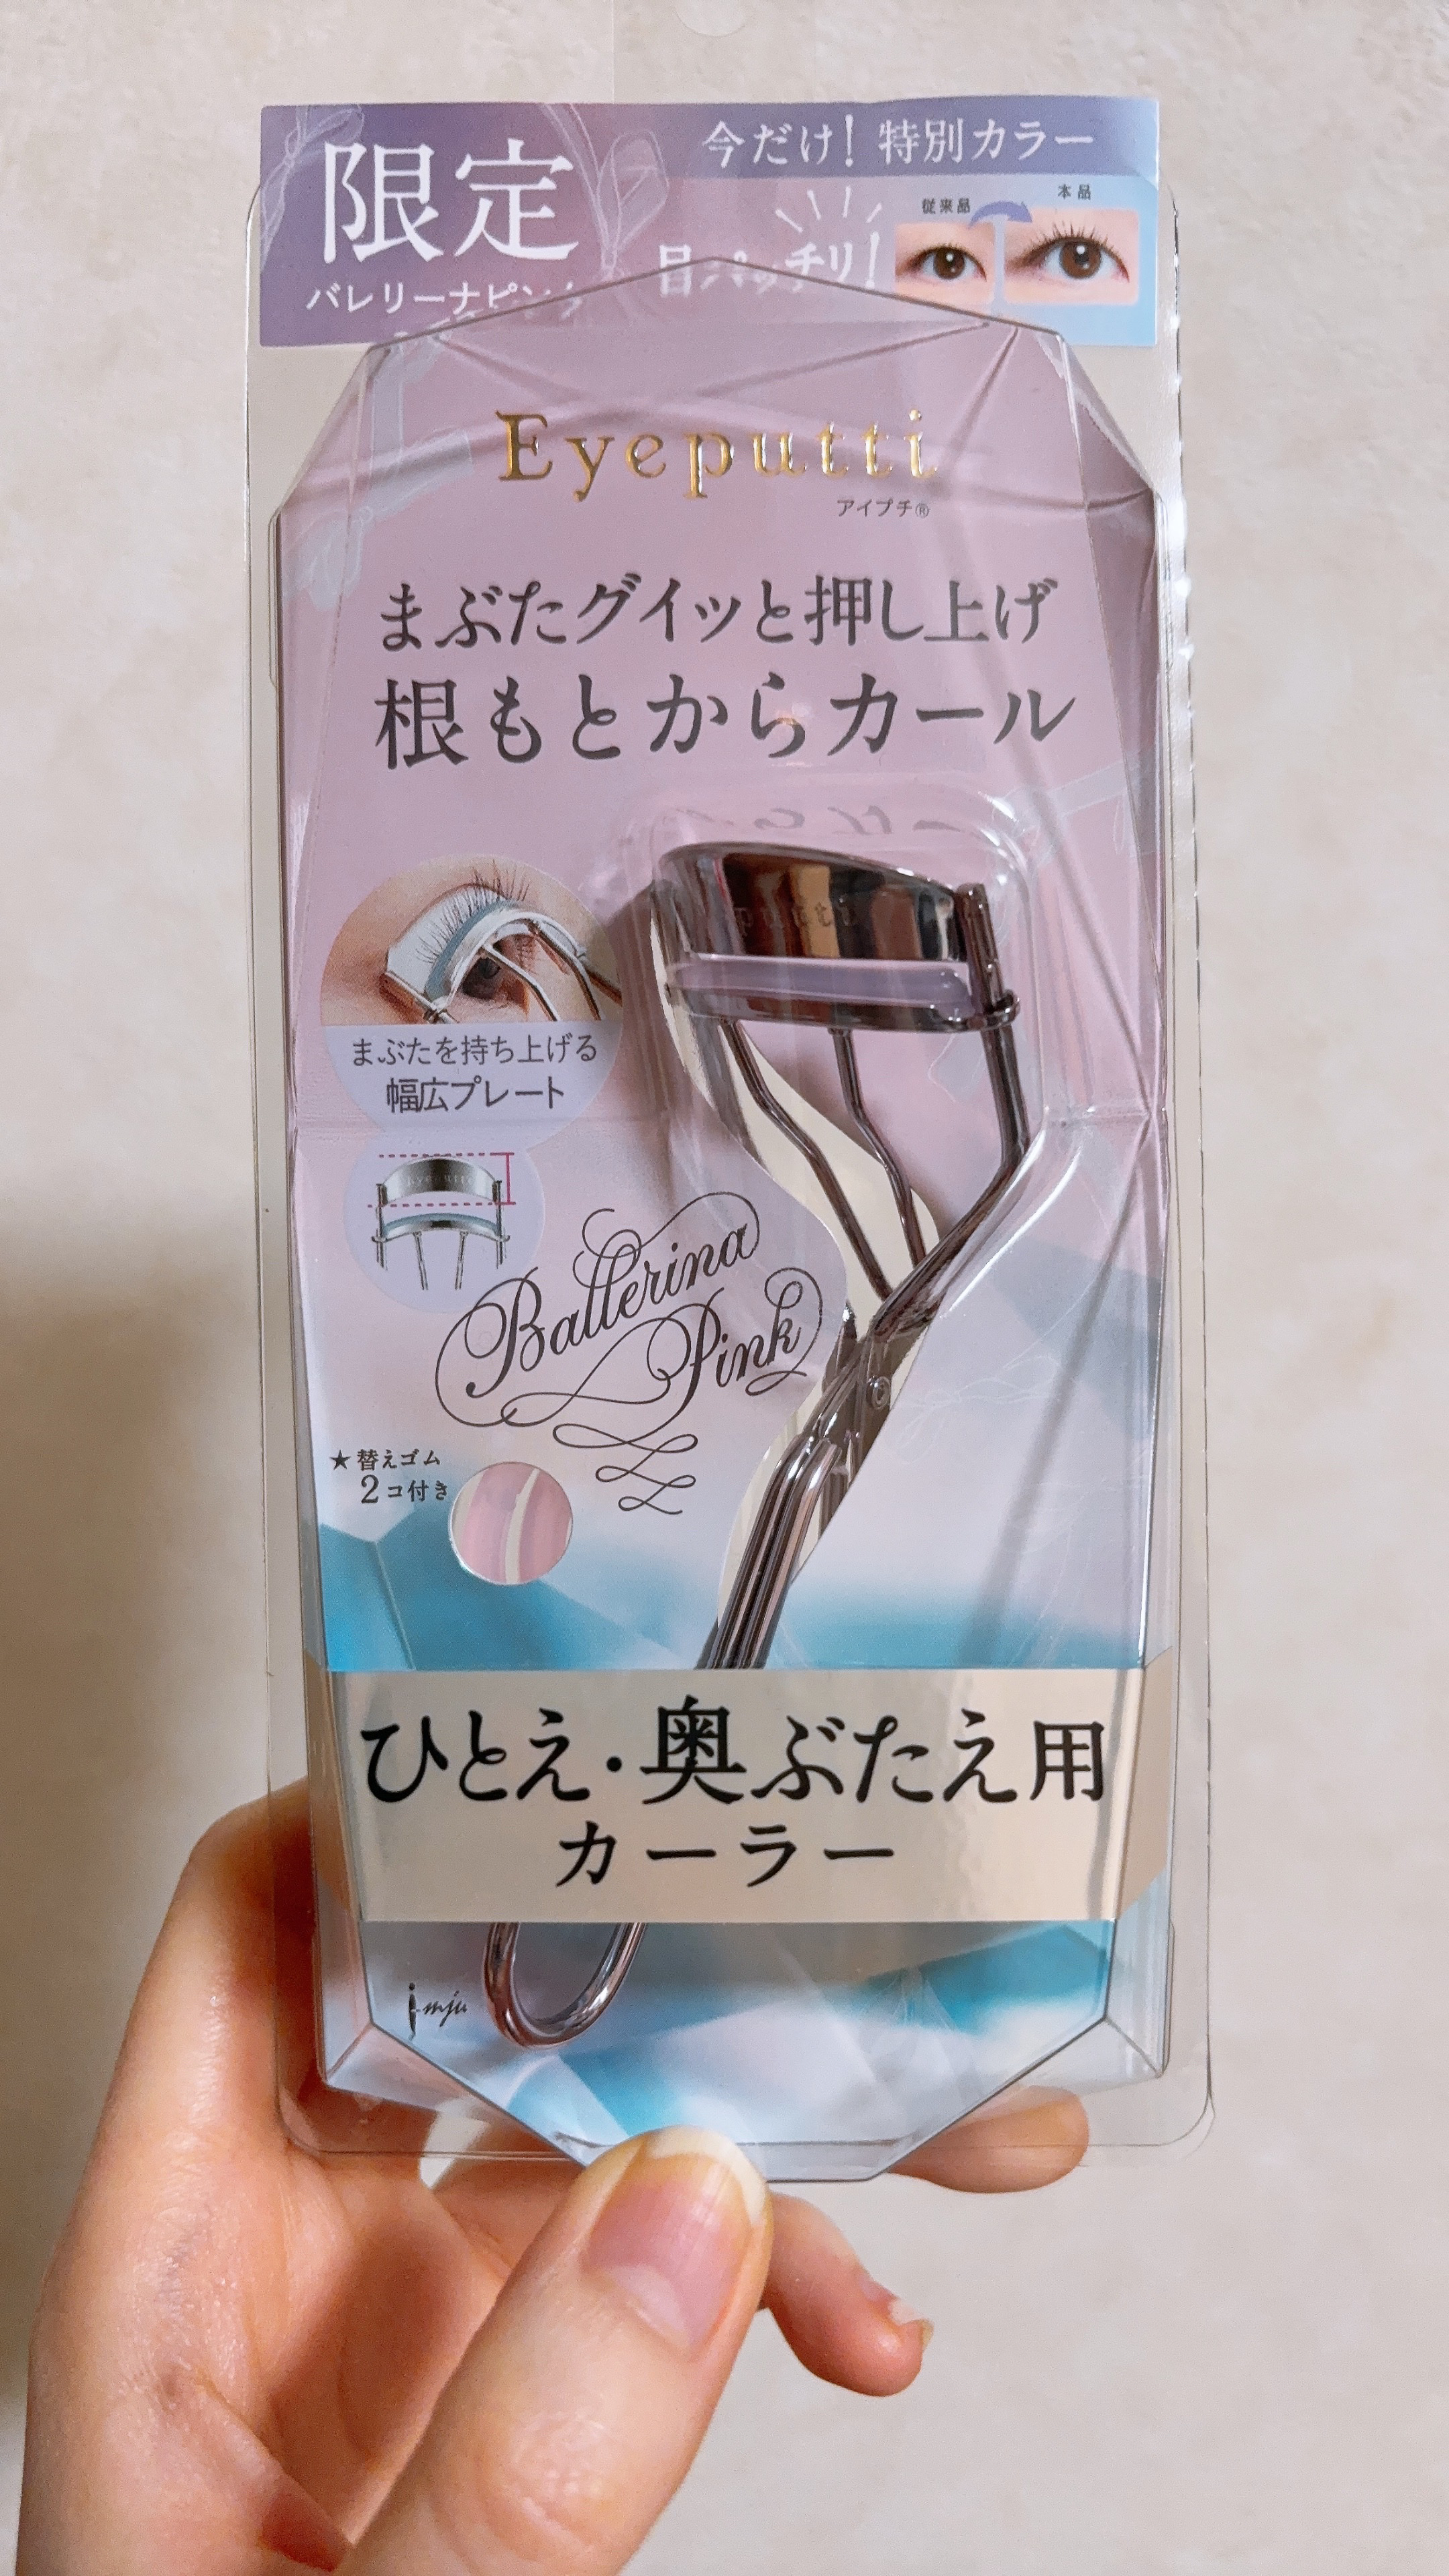 限定
バレリーナピンク
今だけ! 特別カラー
目パッチリ!
従来品
本品
Eyeputti
アイプチ®
まぶたグイッと押し上げ
根もとからカール
putti
まぶたを持ち上げる
幅広プレート
Eyeputti
Ballerina
Pink
★替えゴム
2コ付き
ひとえ・奥ぶたえ用
カーラー
i-mju